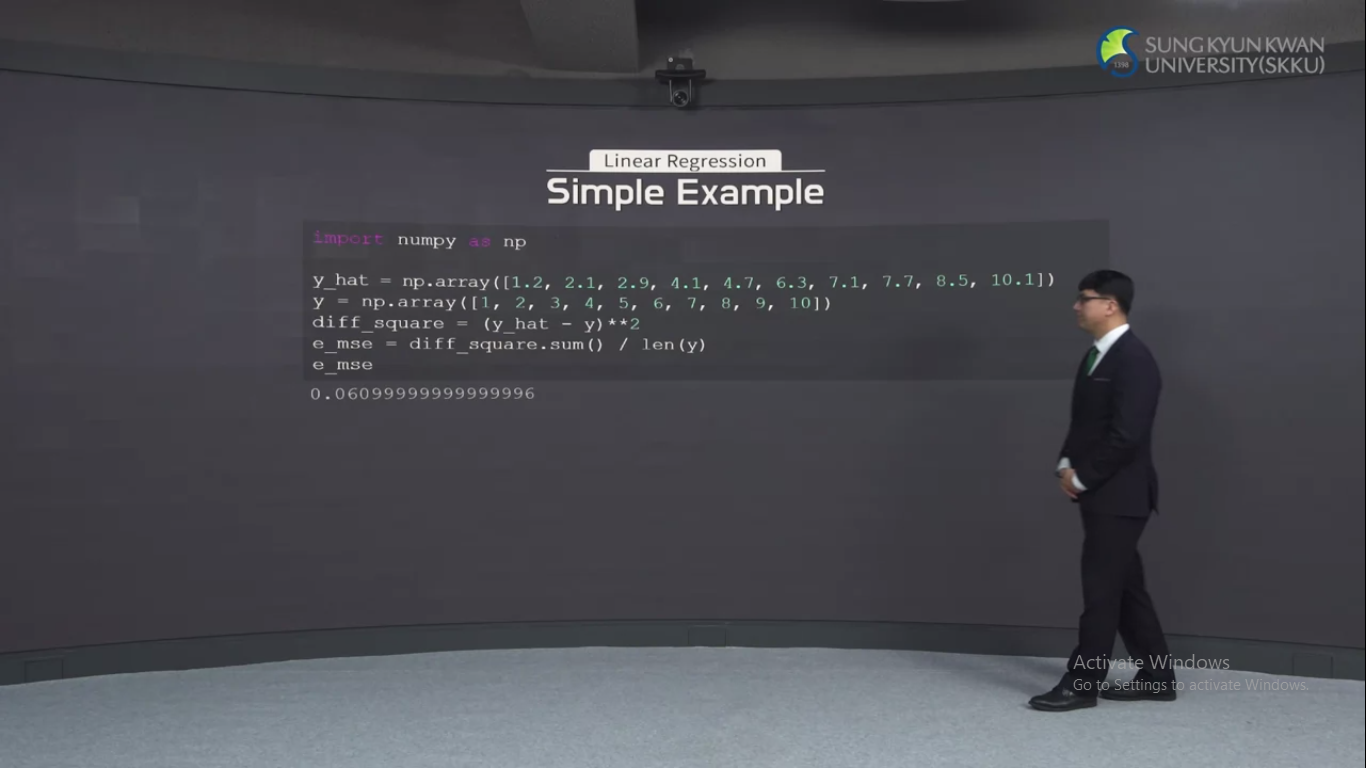 SUNG KYUN KWAN
UNIVERSITY(SKKU)
1398
Linear Regression
Simple Example
import numpy as np
y_hat = np.array([1.2, 2.1, 2.9, 4.1, 4.7, 6.3, 7.1, 7.7, 8.5, 10.1])
y = np.array([1, 2, 3, 4, 5, 6, 7, 8, 9, 10])
diff_square = (y_hat - y)**2
e_mse = diff_square.sum() / len(y)
e_mse
0.06099999999999996
Activate Windows
Go to Settings to activate Windows.